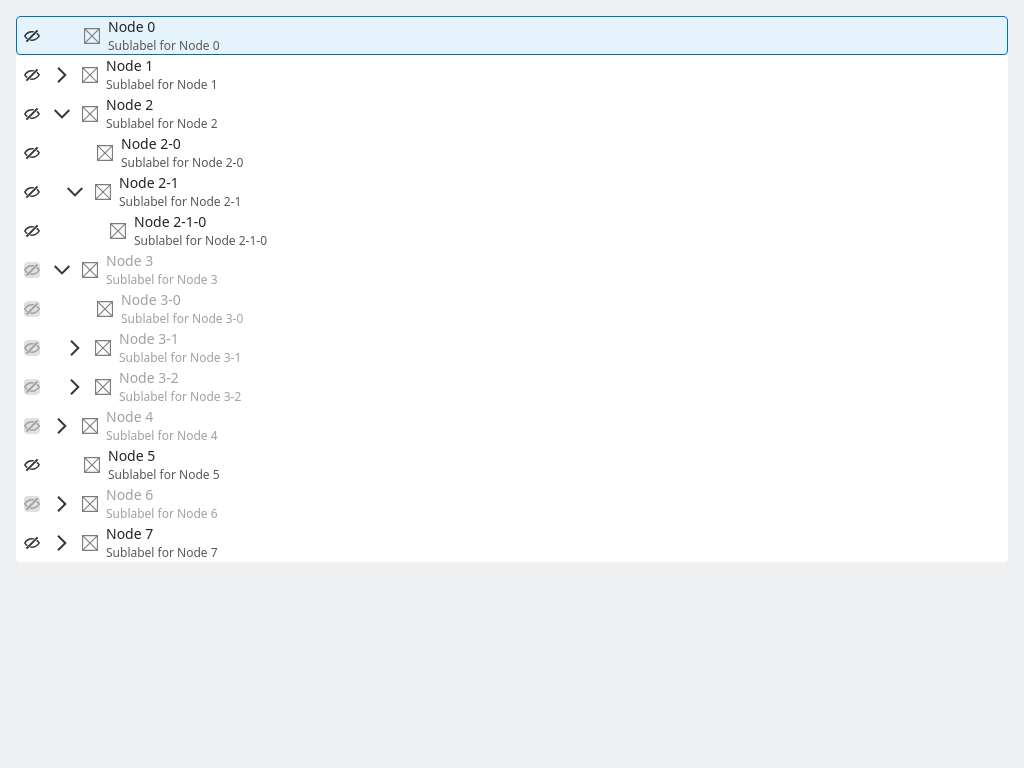 Node 0
Sublabel for Node 0
Node 1
Sublabel for Node 1
Node 2
Sublabel for Node 2
Node 2-0
Sublabel for Node 2-0
Node 2-1
Sublabel for Node 2-1
Node 2-1-0
Sublabel for Node 2-1-0
Node 3
Sublabel for Node 3
Node 3-0
Sublabel for Node 3-0
Node 3-1
Sublabel for Node 3-1
Node 3-2
Sublabel for Node 3-2
Node 4
Sublabel for Node 4
Node 5
Sublabel for Node 5
Node 6
Sublabel for Node 6
Node 7
Sublabel for Node 7